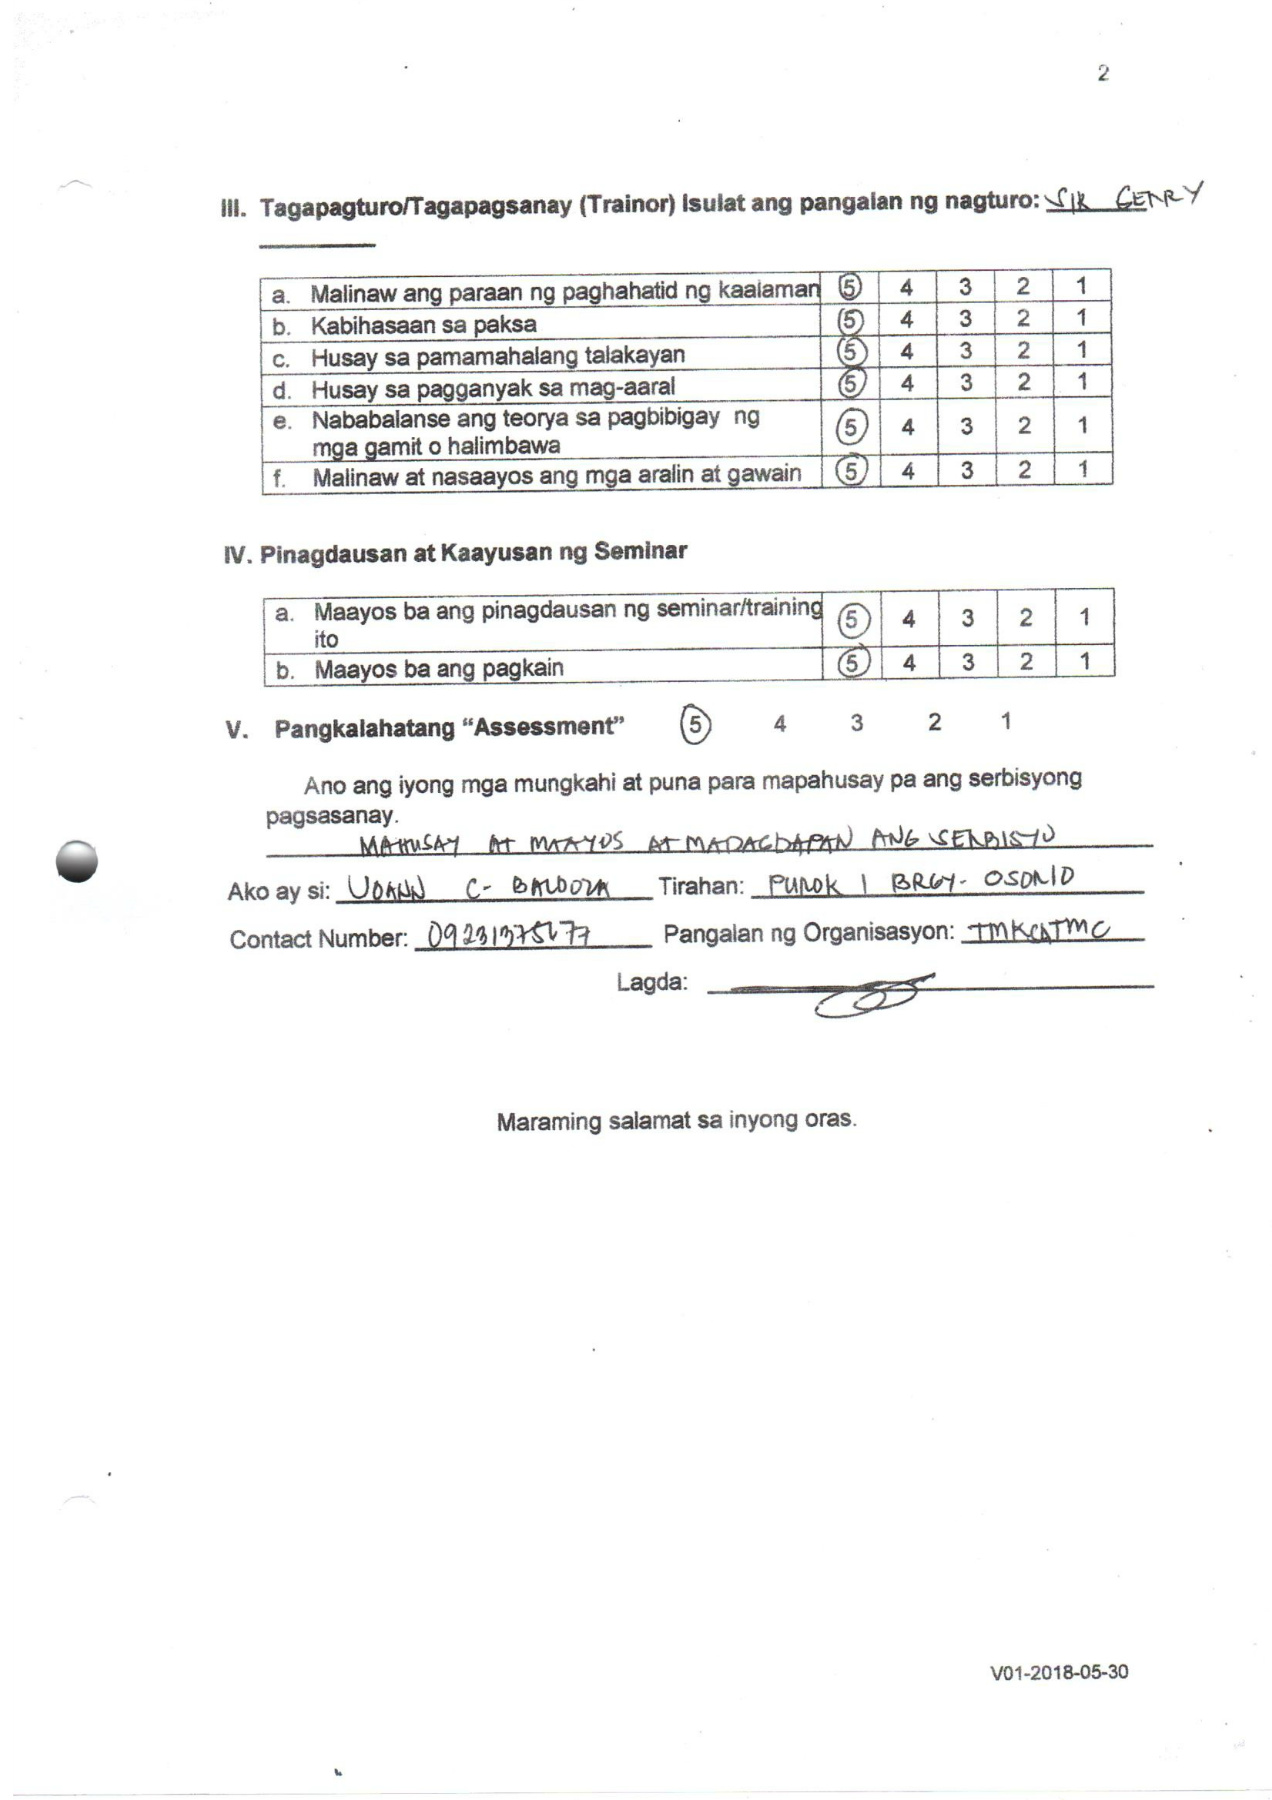 2
III. Tagapagturo/Tagapagsanay (Trainor) Isulat ang pangalan ng nagturo: SIR GERRY
a. Malinaw ang paraan ng paghahatid ng kaalaman 5 4 3 2 1
b. Kabihasaan sa paksa 5 4 3 2 1
c. Husay sa pamamahalang talakayan 5 4 3 2 1
d. Husay sa pagganyak sa mag-aaral 5 4 3 2 1
e. Nababalanse ang teorya sa pagbibigay ng
mga gamit o halimbawa 5 4 3 2 1
f. Malinaw at nasaayos ang mga aralin at gawain 5 4 3 2 1
IV. Pinagdausan at Kaayusan ng Seminar
a. Maayos ba ang pinagdausan ng seminar/training
ito 5 4 3 2 1
b. Maayos ba ang pagkain 5 4 3 2 1
V. Pangkalahatang “Assessment” 5 4 3 2 1
Ano ang iyong mga mungkahi at puna para mapahusay pa ang serbisyong
pagsasanay.
MAHUSAY AT MAAYOS AT ANG SERBISYO
Ako ay si: C- Tirahan: PUROK 1 BRGY-
Contact Number: Pangalan ng Organisasyon:
Lagda:
Maraming salamat sa inyong oras.
V01-2018-05-30